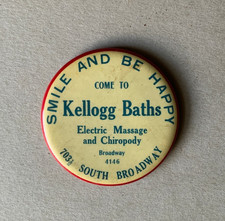 SMILE AND BE HAPPY
COME TO
Kellogg Baths
Electric Massage
and Chiropody
Broadway
4146
703½ SOUTH BROADWAY